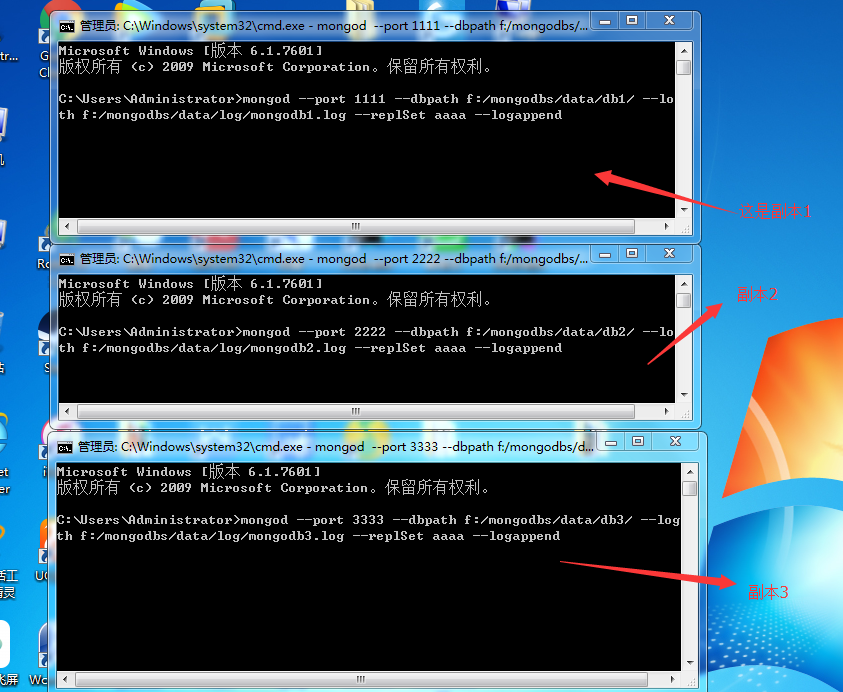 管理员: C:\Windows\system32\cmd.exe - mongod --port 1111 --dbpath f:/mongodbs/...
Microsoft Windows [版本 6.1.7601]
版权所有 (c) 2009 Microsoft Corporation。保留所有权利。
C:\Users\Administrator>mongod --port 1111 --dbpath f:/mongodbs/data/db1/ --lo
th f:/mongodbs/data/log/mongodb1.log --replSet aaaa --logappend
副本1
管理员: C:\Windows\system32\cmd.exe - mongod --port 2222 --dbpath f:/mongodbs/...
Microsoft Windows [版本 6.1.7601]
版权所有 (c) 2009 Microsoft Corporation。保留所有权利。
副本2
C:\Users\Administrator>mongod --port 2222 --dbpath f:/mongodbs/data/db2/ --lo
th f:/mongodbs/data/log/mongodb2.log --replSet aaaa --logappend
管理员: C:\Windows\system32\cmd.exe - mongod --port 3333 --dbpath f:/mongodbs/d...
Microsoft Windows [版本 6.1.7601]
版权所有 (c) 2009 Microsoft Corporation。保留所有权利。
C:\Users\Administrator>mongod --port 3333 --dbpath f:/mongodbs/data/db3/ --log
th f:/mongodbs/data/log/mongodb3.log --replSet aaaa --logappend
副本3